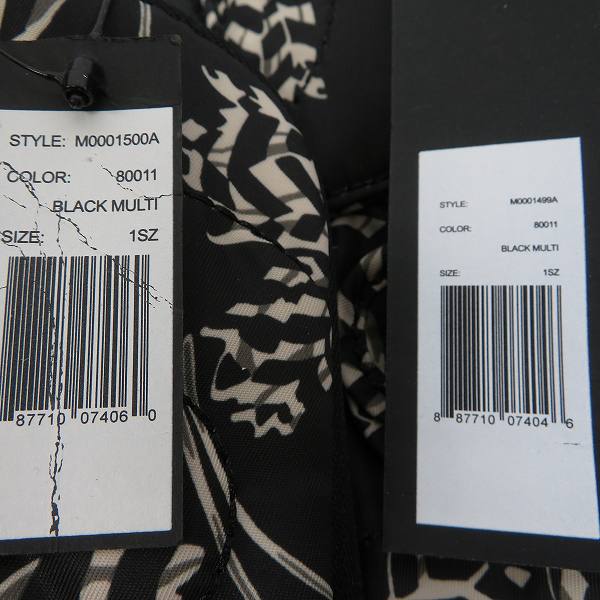 STYLE: M0001500A
COLOR: 80011
BLACK MULTI
SIZE: 1SZ
87710 07406 0
STYLE: M0001499A
COLOR: 80011
BLACK MULTI
SIZE: 1SZ
8 87710 07404 6